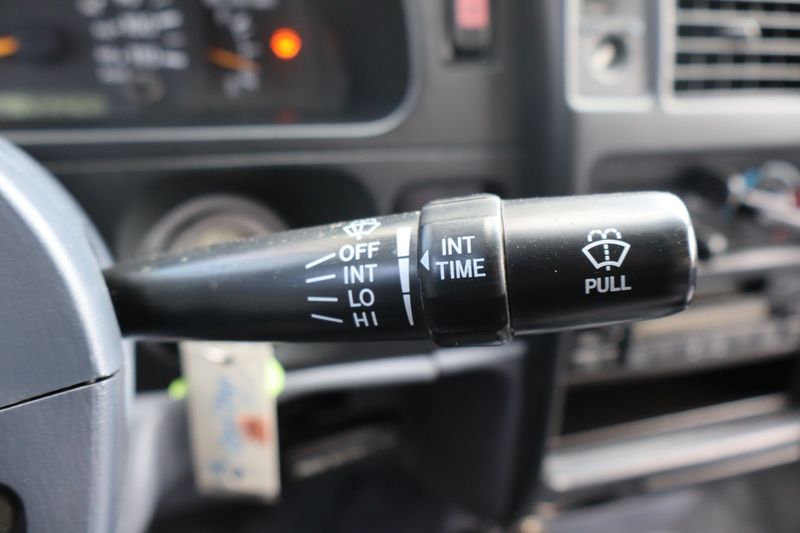 OFF
INT
LO
HI
INT
TIME
PULL